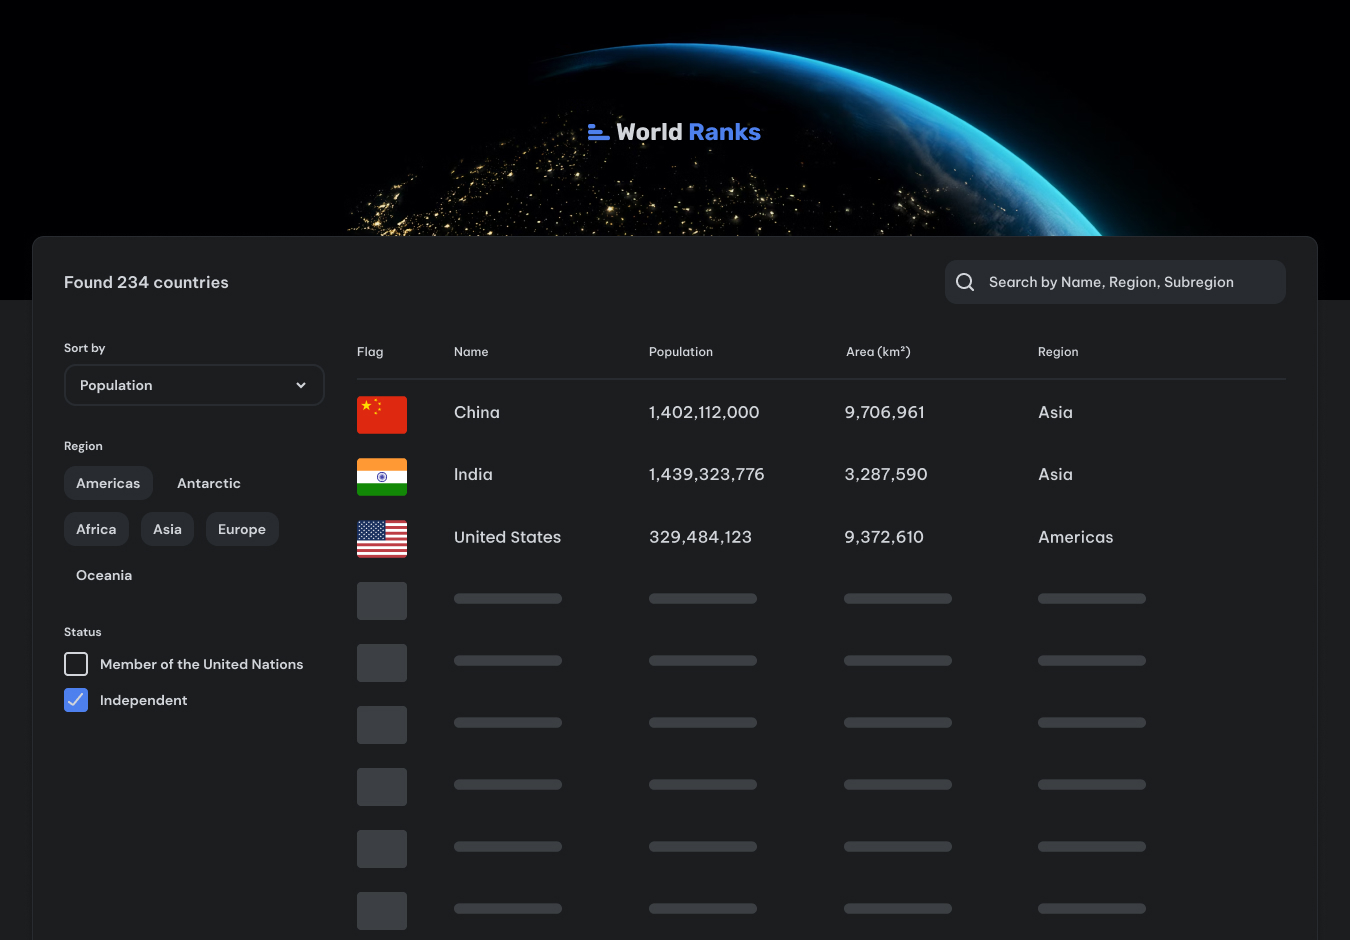 World Ranks
Found 234 countries
Search by Name, Region, Subregion
Sort by
Population
Region
Americas Antarctic
Africa Asia Europe
Oceania
Status
Member of the United Nations
Independent
Flag Name Population Area (km²) Region
China 1,402,112,000 9,706,961 Asia
India 1,439,323,776 3,287,590 Asia
United States 329,484,123 9,372,610 Americas